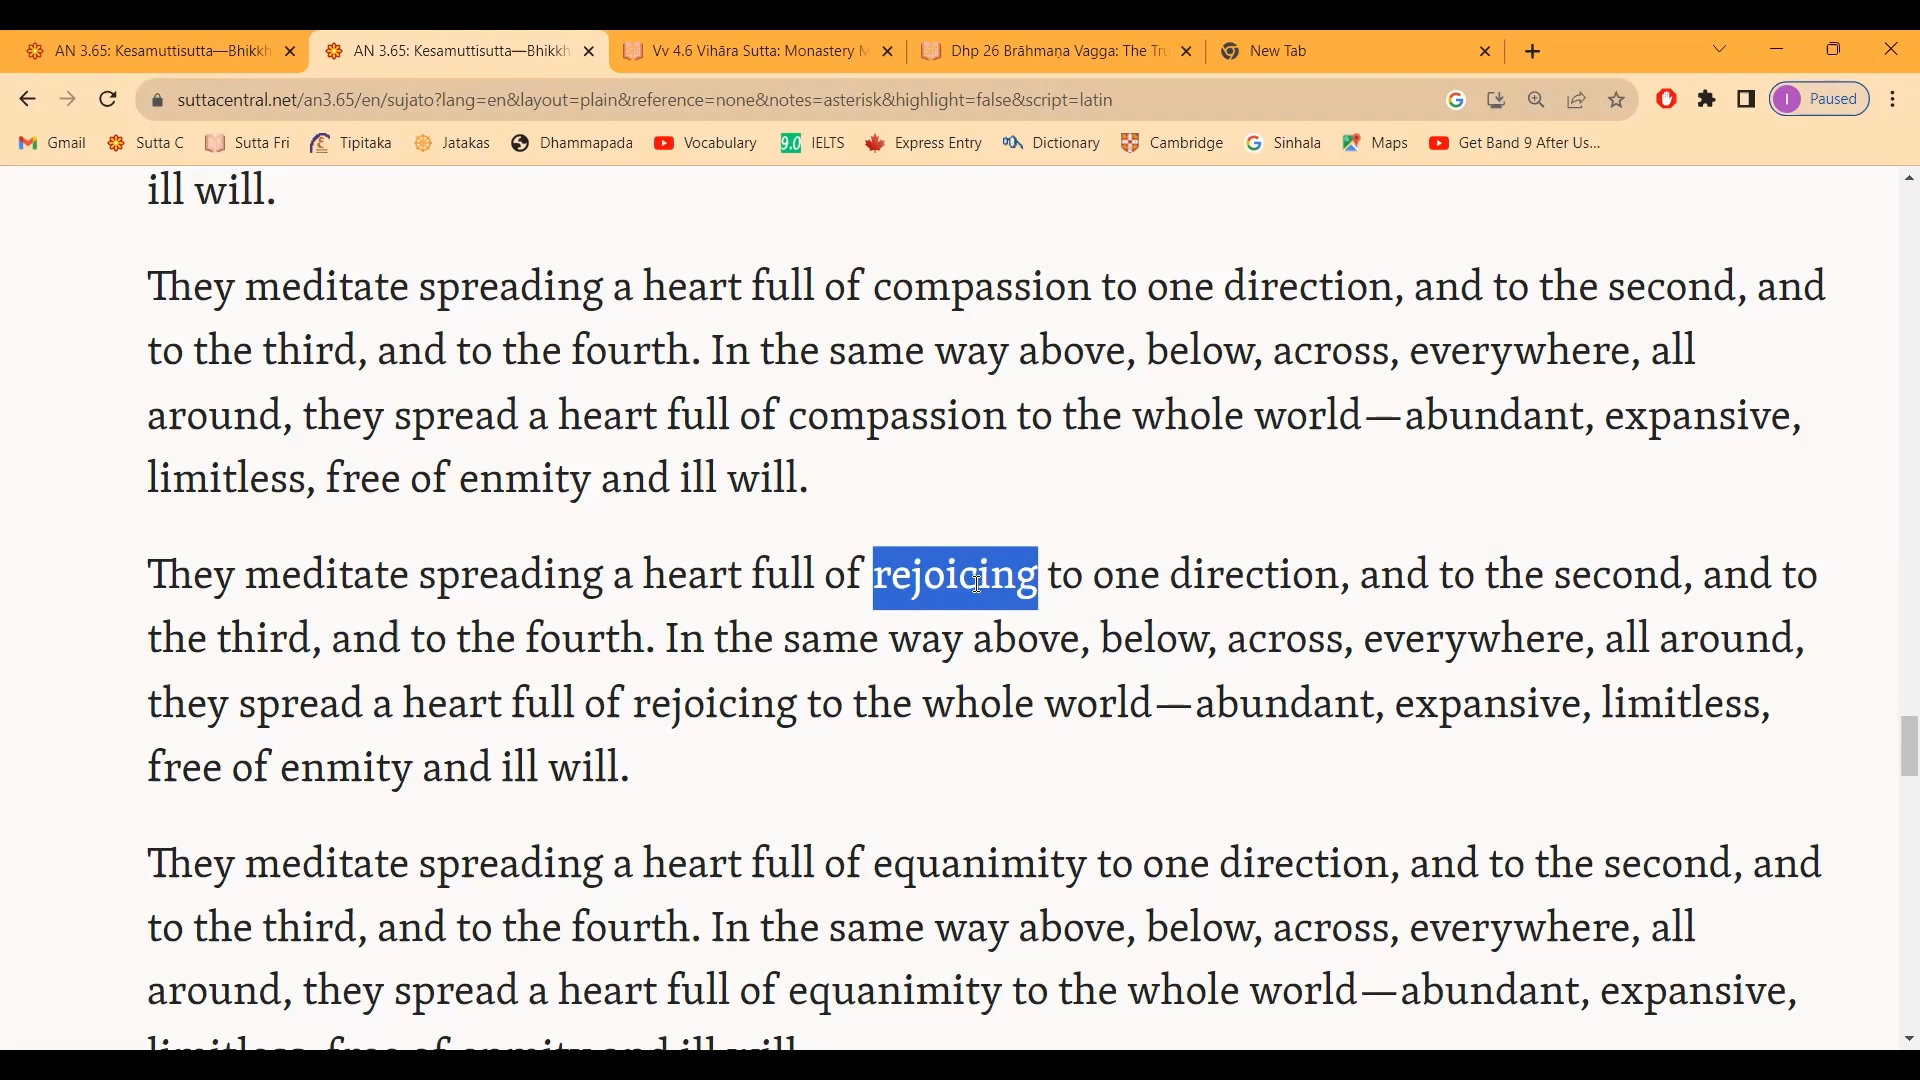 AN 3.65: Kesamuttisutta—Bhikkh
AN 3.65: Kesamuttisutta—Bhikkh
Vv 4.6 Vihāra Sutta: Monastery M
Dhp 26 Brāhmaṇa Vagga: The Tru
New Tab
suttacentral.net/an3.65/en/sujato?lang=en&layout=plain&reference=none&notes=asterisk&highlight=false&script=latin
I Paused
Gmail Sutta C Sutta Fri Tipitaka Jatakas Dhammapada Vocabulary 9.0 IELTS Express Entry Dictionary Cambridge Sinhala Maps Get Band 9 After Us...
ill will.
They meditate spreading a heart full of compassion to one direction, and to the second, and
to the third, and to the fourth. In the same way above, below, across, everywhere, all
around, they spread a heart full of compassion to the whole world—abundant, expansive,
limitless, free of enmity and ill will.
They meditate spreading a heart full of rejoicing to one direction, and to the second, and to
the third, and to the fourth. In the same way above, below, across, everywhere, all around,
they spread a heart full of rejoicing to the whole world—abundant, expansive, limitless,
free of enmity and ill will.
They meditate spreading a heart full of equanimity to one direction, and to the second, and
to the third, and to the fourth. In the same way above, below, across, everywhere, all
around, they spread a heart full of equanimity to the whole world—abundant, expansive,
limitless, free of enmity and ill will.